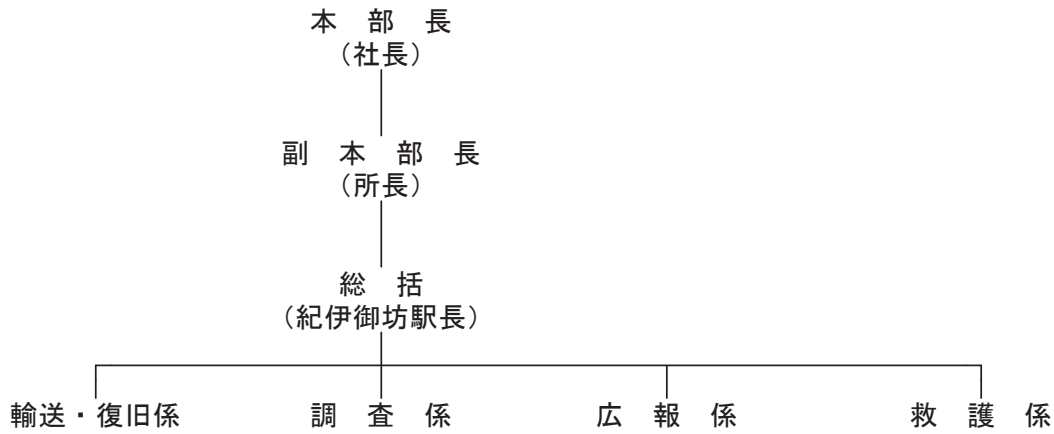 本　部　長
（社長）
副　本　部　長
（所長）
総　括
（紀伊御坊駅長）
輸送・復旧係　調　査　係　広　報　係　救　護　係